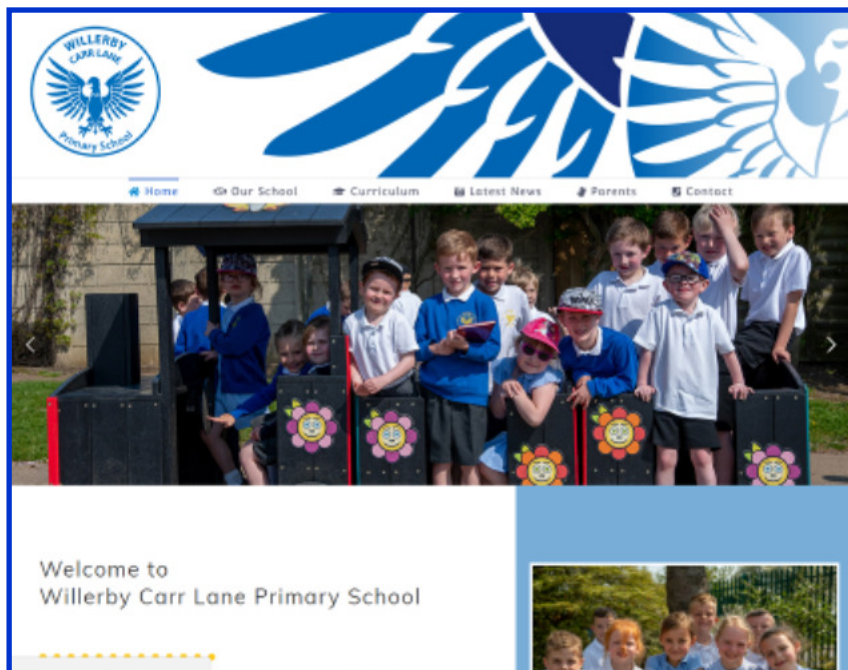 WILLERBY
CARR LANE
Primary School
Home Our School Curriculum Latest News Parents Contact
Welcome to
Willerby Carr Lane Primary School